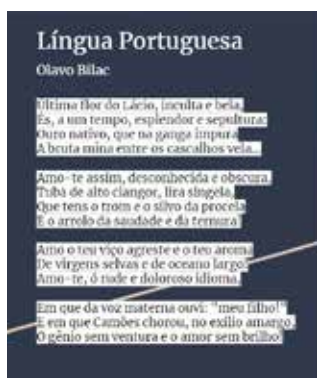 Língua Portuguesa
Olavo Bilac
Última flor do Lácio, inculta e bela,
És, a um tempo, esplendor e sepultura:
Ouro nativo, que na ganga impura
A bruta mina entre os cascalhos vela...
Amo-te assim, desconhecida e obscura,
Tuba de alto clangor, lira singela,
Que tens o trom e o silvo da procela
E o arrolo da saudade e da ternura!
Amo o teu viço agreste e o teu aroma
De virgens selvas e de oceano largo!
Amo-te, ó rude e doloroso idioma,
Em que da voz materna ouvi: "meu filho!"
E em que Camões chorou, no exílio amargo,
O gênio sem ventura e o amor sem brilho!